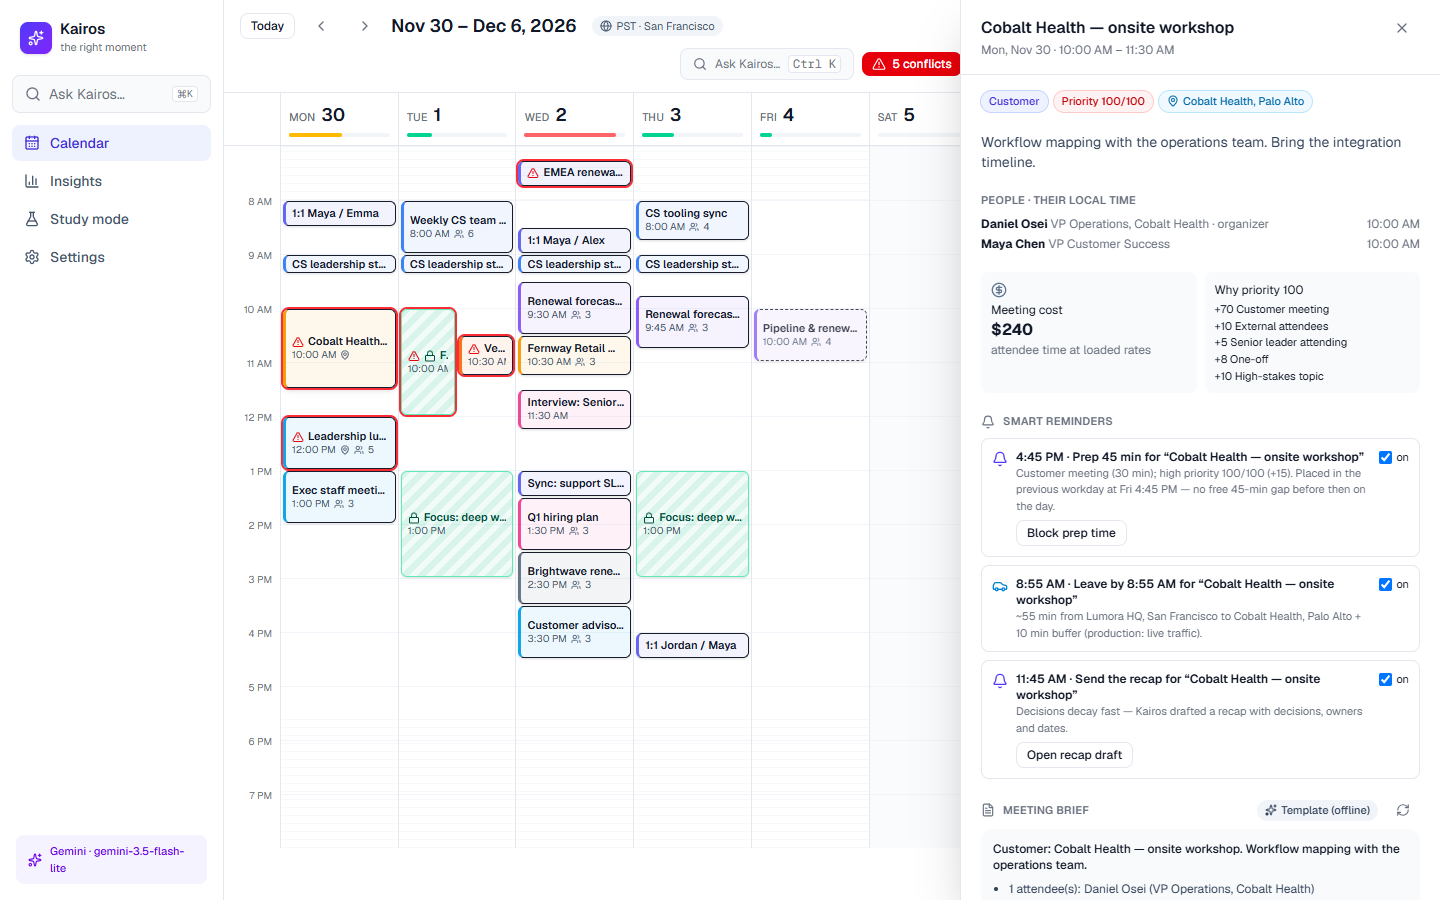 Kairos
the right moment
Ask Kairos...
⌘K
Calendar
Insights
Study mode
Settings
Gemini · gemini-3.5-flash-
lite
Today
Nov 30 – Dec 6, 2026
PST · San Francisco
Ask Kairos...
Ctrl K
5 conflicts
MON 30
TUE 1
WED 2
THU 3
FRI 4
SAT 5
8 AM
9 AM
10 AM
11 AM
12 PM
1 PM
2 PM
3 PM
4 PM
5 PM
6 PM
7 PM
1:1 Maya / Emma
CS leadership st...
Cobalt Health...
10:00 AM
Leadership lu...
12:00 PM 5
Exec staff meeti...
1:00 PM 3
Weekly CS team ...
8:00 AM 6
CS leadership st...
F.
10:00 AM
Ve...
10:30 AM
Focus: deep w...
1:00 PM
EMEA renewa...
1:1 Maya / Alex
CS leadership st...
Renewal forecas...
9:30 AM 3
Fernway Retail ...
10:30 AM 3
Interview: Senior...
11:30 AM
Sync: support SL...
Q1 hiring plan
1:30 PM 3
Brightwave rene...
2:30 PM 3
Customer adviso...
3:30 PM 3
CS tooling sync
8:00 AM 4
CS leadership st...
Renewal forecas...
9:45 AM 3
Focus: deep w...
1:00 PM
1:1 Jordan / Maya
Pipeline & renew...
10:00 AM 4
Cobalt Health — onsite workshop
Mon, Nov 30 · 10:00 AM – 11:30 AM
Customer
Priority 100/100
Cobalt Health, Palo Alto
Workflow mapping with the operations team. Bring the integration
timeline.
PEOPLE · THEIR LOCAL TIME
Daniel Osei VP Operations, Cobalt Health · organizer 10:00 AM
Maya Chen VP Customer Success 10:00 AM
Meeting cost
$240
attendee time at loaded rates
Why priority 100
+70 Customer meeting
+10 External attendees
+5 Senior leader attending
+8 One-off
+10 High-stakes topic
SMART REMINDERS
4:45 PM · Prep 45 min for “Cobalt Health — onsite workshop”
on
Customer meeting (30 min); high priority 100/100 (+15). Placed in the
previous workday at Fri 4:45 PM — no free 45-min gap before then on
the day.
Block prep time
8:55 AM · Leave by 8:55 AM for “Cobalt Health — onsite
workshop”
on
~55 min from Lumora HQ, San Francisco to Cobalt Health, Palo Alto +
10 min buffer (production: live traffic).
11:45 AM · Send the recap for “Cobalt Health — onsite
workshop”
on
Decisions decay fast — Kairos drafted a recap with decisions, owners
and dates.
Open recap draft
MEETING BRIEF
Template (offline)
Customer: Cobalt Health — onsite workshop. Workflow mapping with the
operations team.
• 1 attendee(s): Daniel Osei (VP Operations, Cobalt Health)